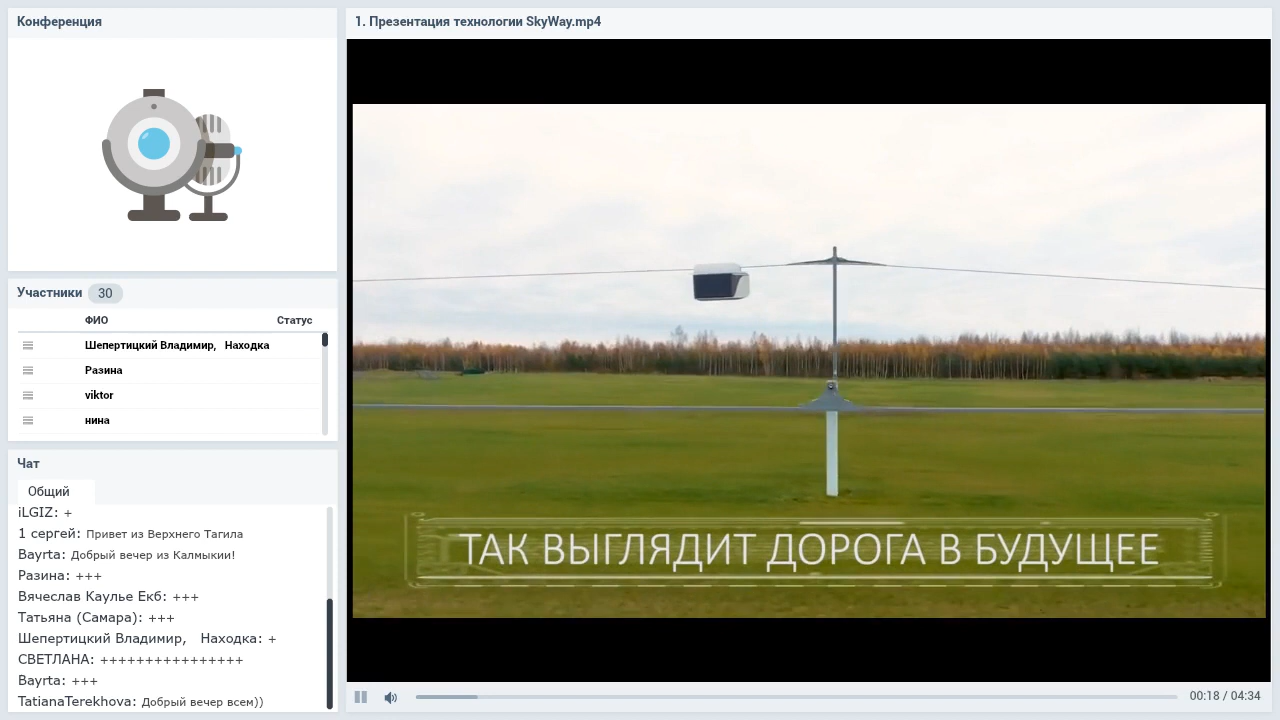 Конференция
Участники 30
ФИО Статус
Шепертицкий Владимир, Находка
Разина
viktor
нина
Чат
Общий
iLGIZ: +
1 сергей: Привет из Верхнего Тагила
Bayrta: Добрый вечер из Калмыкии!
Разина: +++
Вячеслав Каулье Екб: +++
Татьяна (Самара): +++
Шепертицкий Владимир, Находка: +
СВЕТЛАНА: ++++++++++++++++
Bayrta: +++
TatianaTerekhova: Добрый вечер всем))
1. Презентация технологии SkyWay.mp4
ТАК ВЫГЛЯДИТ ДОРОГА В БУДУЩЕЕ
00:18 / 04:34